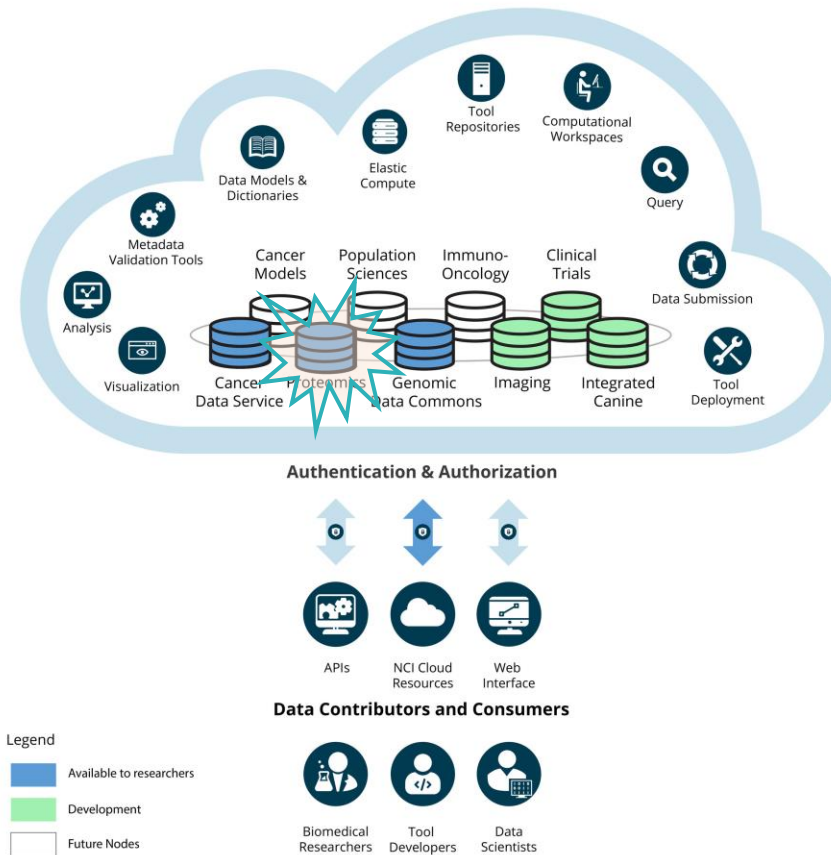 Tool
Repositories
Computational
Workspaces
Elastic
Compute
Data Models &
Dictionaries
Query
Metadata
Validation Tools
Cancer
Models
Population
Sciences
Immuno-
Oncology
Clinical
Trials
Data Submission
Analysis
Visualization
Cancer
Data Service
Proteomics
Genomic
Data Commons
Imaging
Integrated
Canine
Tool
Deployment
Authentication & Authorization
APIs
NCI Cloud
Resources
Web
Interface
Data Contributors and Consumers
Legend
Available to researchers
Development
Future Nodes
Biomedical
Researchers
Tool
Developers
Data
Scientists